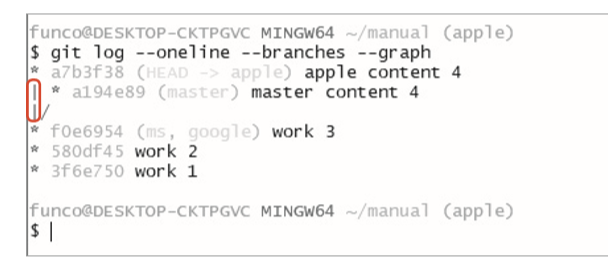 funco@DESKTOP-CKTPGVC MINGW64 ~/manual (apple)
$ git log --oneline --branches --graph
* a7b3f38 (HEAD -> apple) apple content 4
| * a194e89 (master) master content 4
|/
* f0e6954 (ms, google) work 3
* 580df45 work 2
* 3f6e750 work 1
funco@DESKTOP-CKTPGVC MINGW64 ~/manual (apple)
$